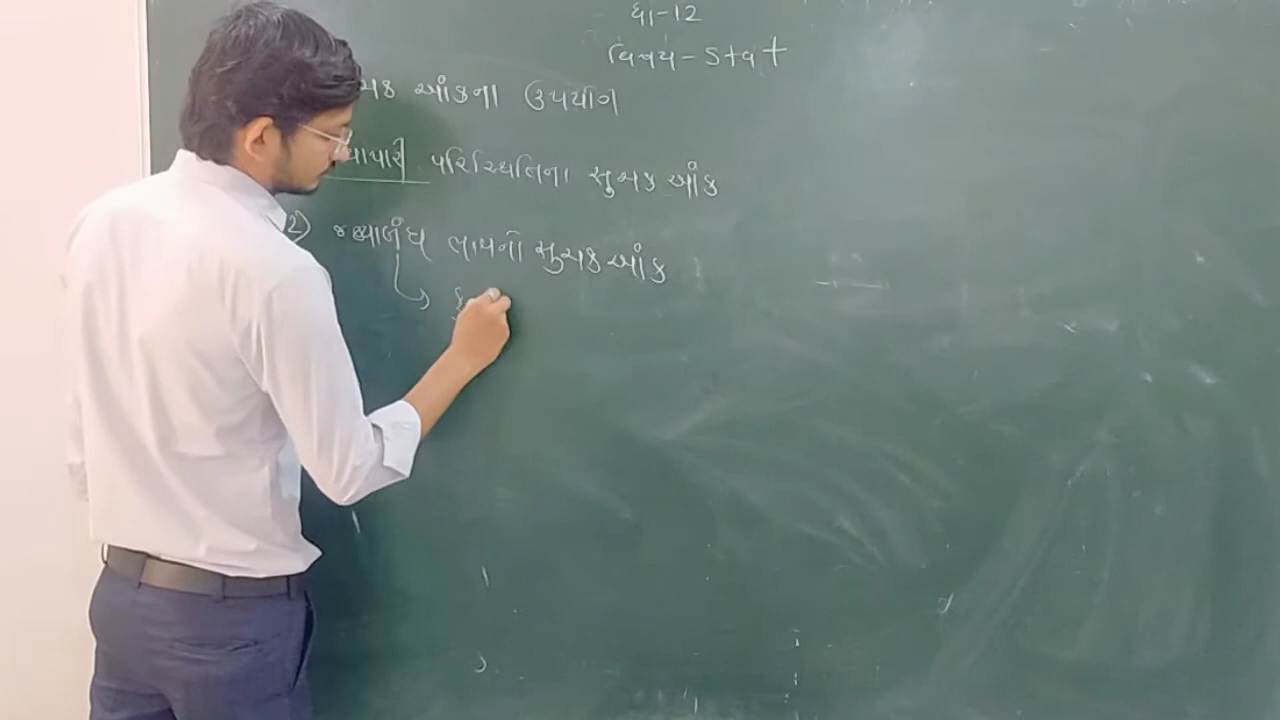 ધા-12
વિષય - Stat
ચક આંકના ઉપયોગ
વ્યાપારી પરિસ્થિતિના સુચક આંક
2) જથ્થાબંધ ભાવનો સુચક આંક